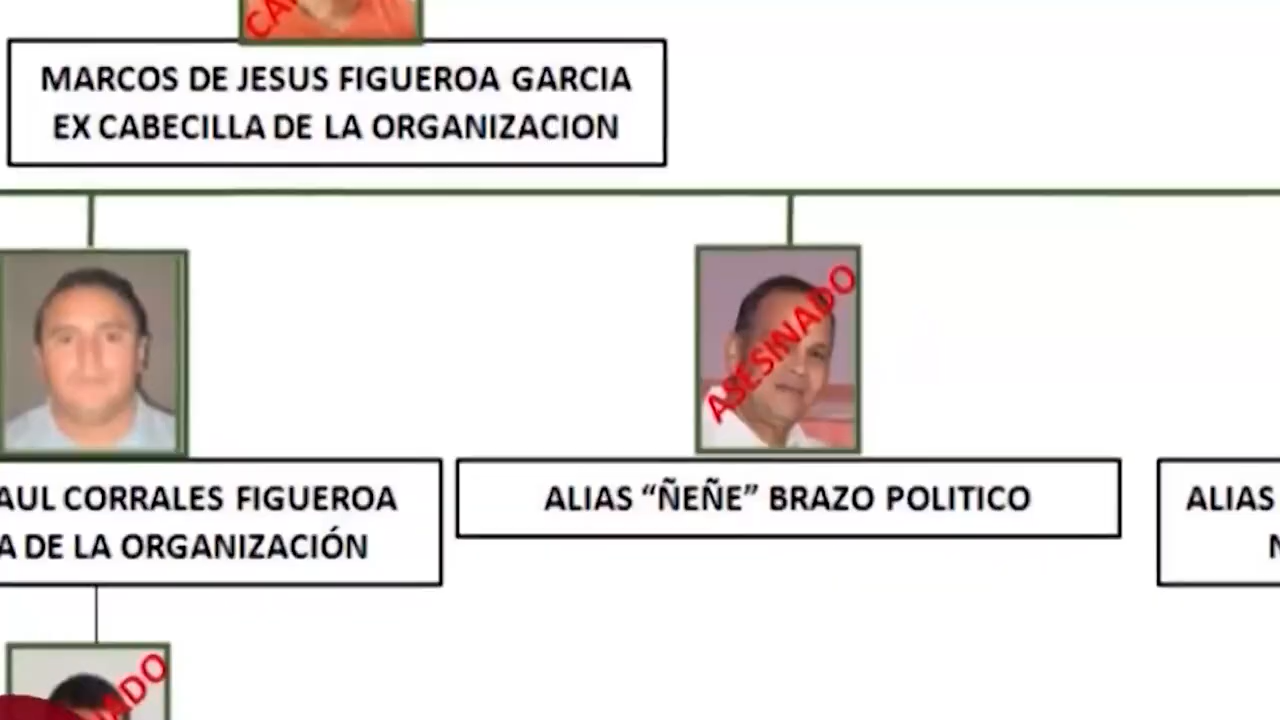 MARCOS DE JESUS FIGUEROA GARCIA
EX CABECILLA DE LA ORGANIZACION
ASESINADO
AUL CORRALES FIGUEROA
A DE LA ORGANIZACIÓN
ALIAS “ÑEÑE” BRAZO POLITICO
ALIAS